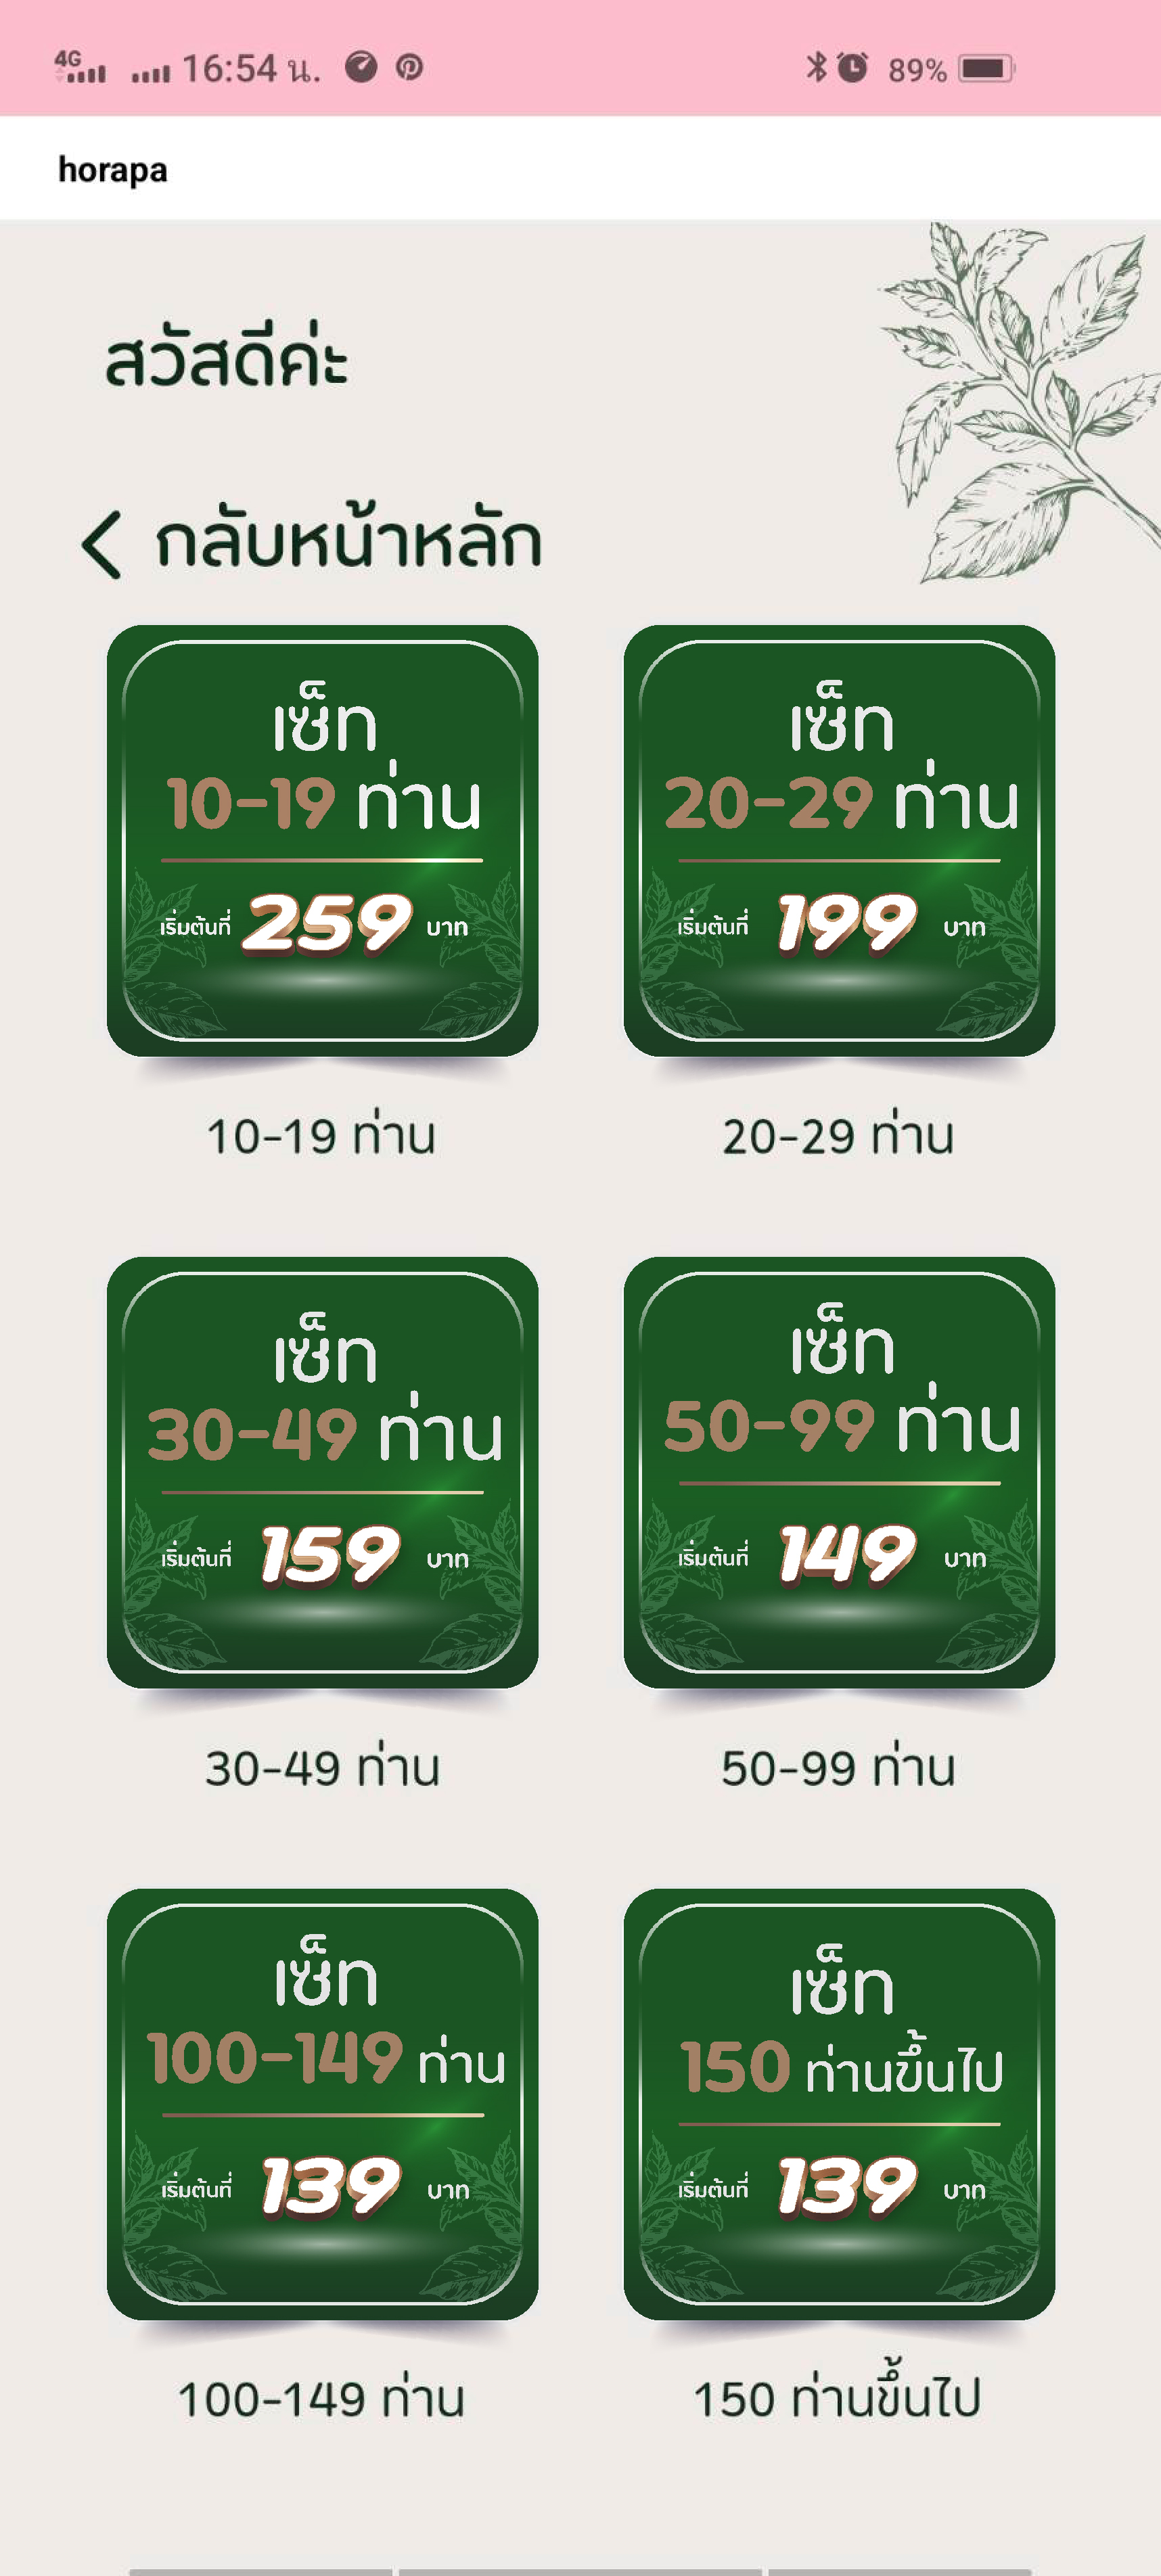 4G 16:54 น. 89%
horapa
สวัสดีค่ะ
กลับหน้าหลัก
เซ็ท
10-19 ท่าน
เริ่มต้นที่ 259 บาท
10-19 ท่าน
เซ็ท
20-29 ท่าน
เริ่มต้นที่ 199 บาท
20-29 ท่าน
เซ็ท
30-49 ท่าน
เริ่มต้นที่ 159 บาท
30-49 ท่าน
เซ็ท
50-99 ท่าน
เริ่มต้นที่ 149 บาท
50-99 ท่าน
เซ็ท
100-149 ท่าน
เริ่มต้นที่ 139 บาท
100-149 ท่าน
เซ็ท
150 ท่านขึ้นไป
เริ่มต้นที่ 139 บาท
150 ท่านขึ้นไป